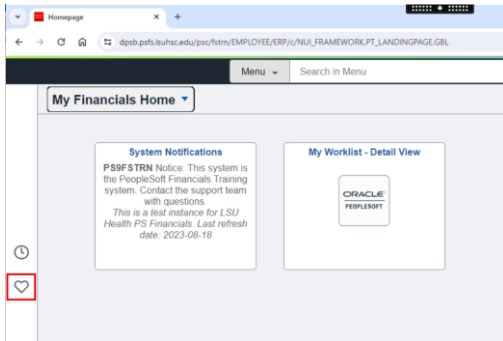 Homepage
dpsb.psfs.lsuhsc.edu/psc/fstrn/EMPLOYEE/ERP/c/NUI_FRAMEWORK.PT_LANDINGPAGE.GBL
Menu
Search in Menu
My Financials Home
System Notifications
PS9FSTRN Notice: This system is
the PeopleSoft Financials Training
system. Contact the support team
with questions.
This is a test instance for LSU
Health PS Financials. Last refresh
date: 2023-08-18
My Worklist - Detail View
ORACLE
PEOPLESOFT